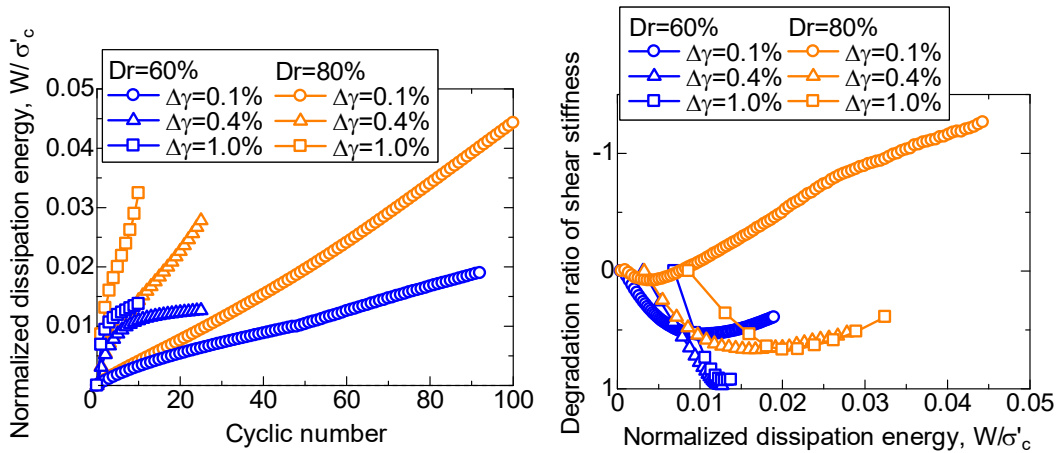 Normalized dissipation energy, W/ σ'c
0.05
0.04
0.03
0.02
0.01
0
20
40
60
80
100
Cyclic number
Dr=60%
Dr=80%
Δγ=0.1%
Δγ=0.1%
Δγ=0.4%
Δγ=0.4%
Δγ=1.0%
Δγ=1.0%
Degradation ratio of shear stiffness
-1
0
1
0
0.01
0.02
0.03
0.04
0.05
Normalized dissipation energy, W/σ'c
Dr=60%
Dr=80%
Δγ=0.1%
Δγ=0.1%
Δγ=0.4%
Δγ=0.4%
Δγ=1.0%
Δγ=1.0%